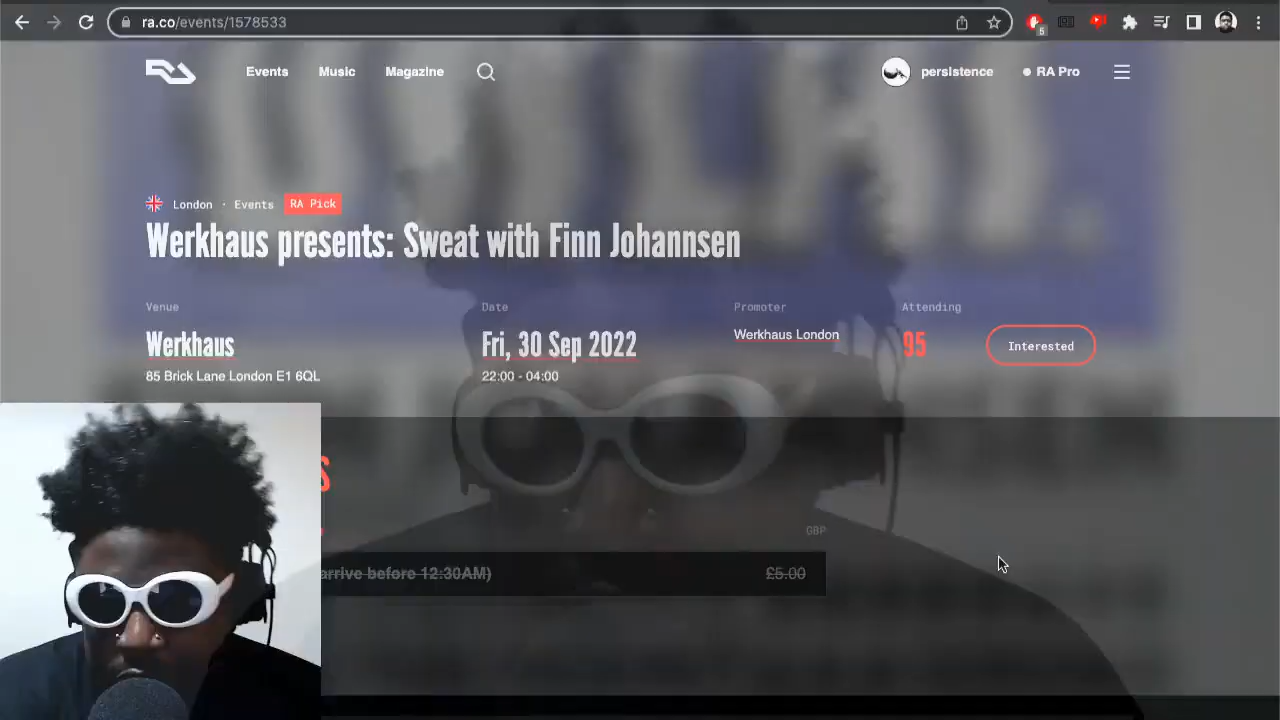 ra.co/events/1578533
5
Events Music Magazine persistence RA Pro
London · Events RA Pick
Werkhaus presents: Sweat with Finn Johannsen
Venue Date Promoter Attending
Werkhaus Fri, 30 Sep 2022 Werkhaus London 95 Interested
85 Brick Lane London E1 6QL 22:00 - 04:00
S
GBP
arrive before 12:30AM) £5.00